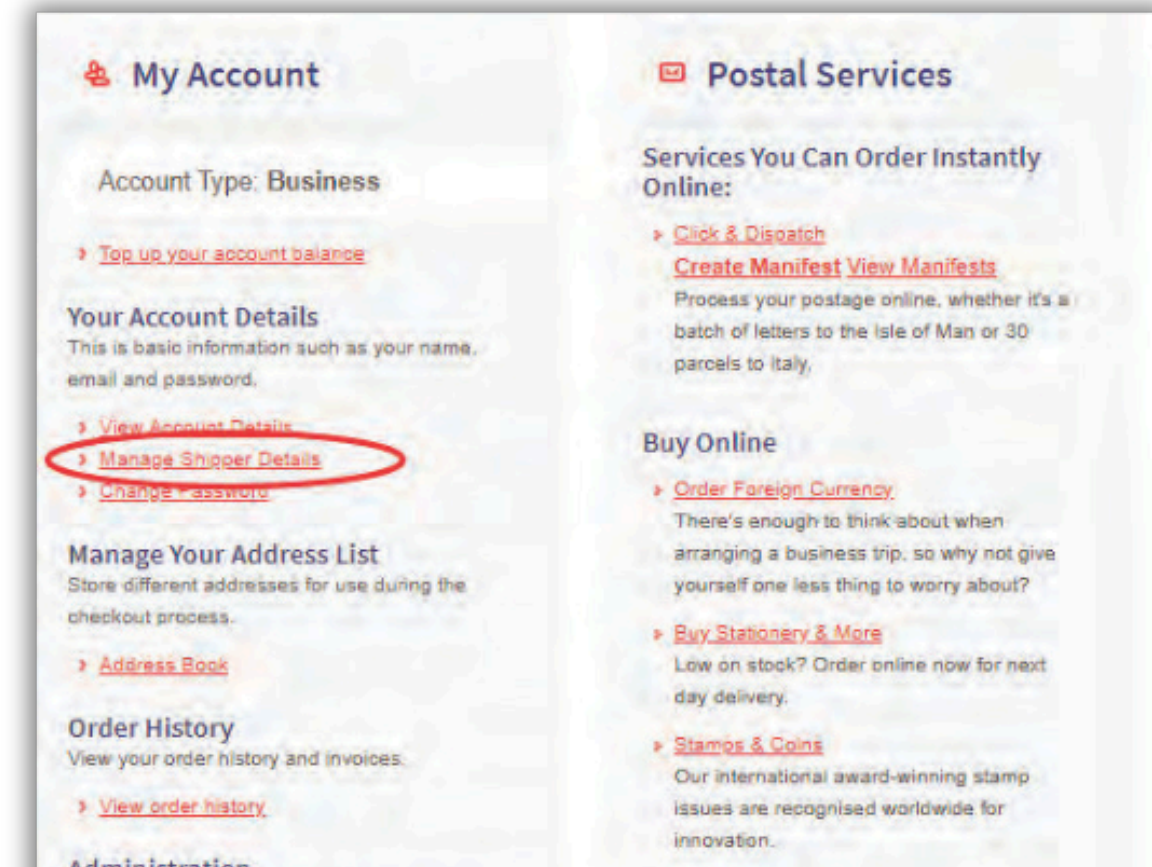 My Account
Account Type: Business
Top up your account balance
Your Account Details
This is basic information such as your name,
email and password.
View Account Details
Manage Shipper Details
Change Password
Manage Your Address List
Store different addresses for use during the
checkout process.
Address Book
Order History
View your order history and invoices.
View order history
Administration
Postal Services
Services You Can Order Instantly
Online:
Click & Dispatch
Create Manifest View Manifests
Process your postage online, whether it's a
batch of letters to the Isle of Man or 30
parcels to Italy.
Buy Online
Order Foreign Currency
There's enough to think about when
arranging a business trip, so why not give
yourself one less thing to worry about?
Buy Stationery & More
Low on stock? Order online now for next
day delivery.
Stamps & Coins
Our international award-winning stamp
issues are recognised worldwide for
innovation.